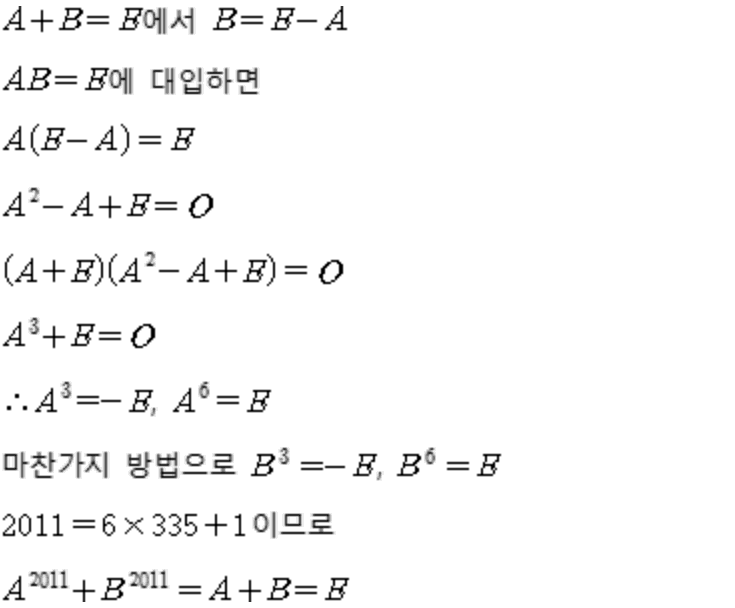 A+B=E에서 B=E-A
AB=E에 대입하면
A(E-A)=E
A²-A+E=O
(A+E)(A²-A+E)=O
A³+E=O
∴A³=-E, A⁶=E
마찬가지 방법으로 B³=-E, B⁶=E
2011=6×335+1이므로
A²⁰¹¹+B²⁰¹¹=A+B=E